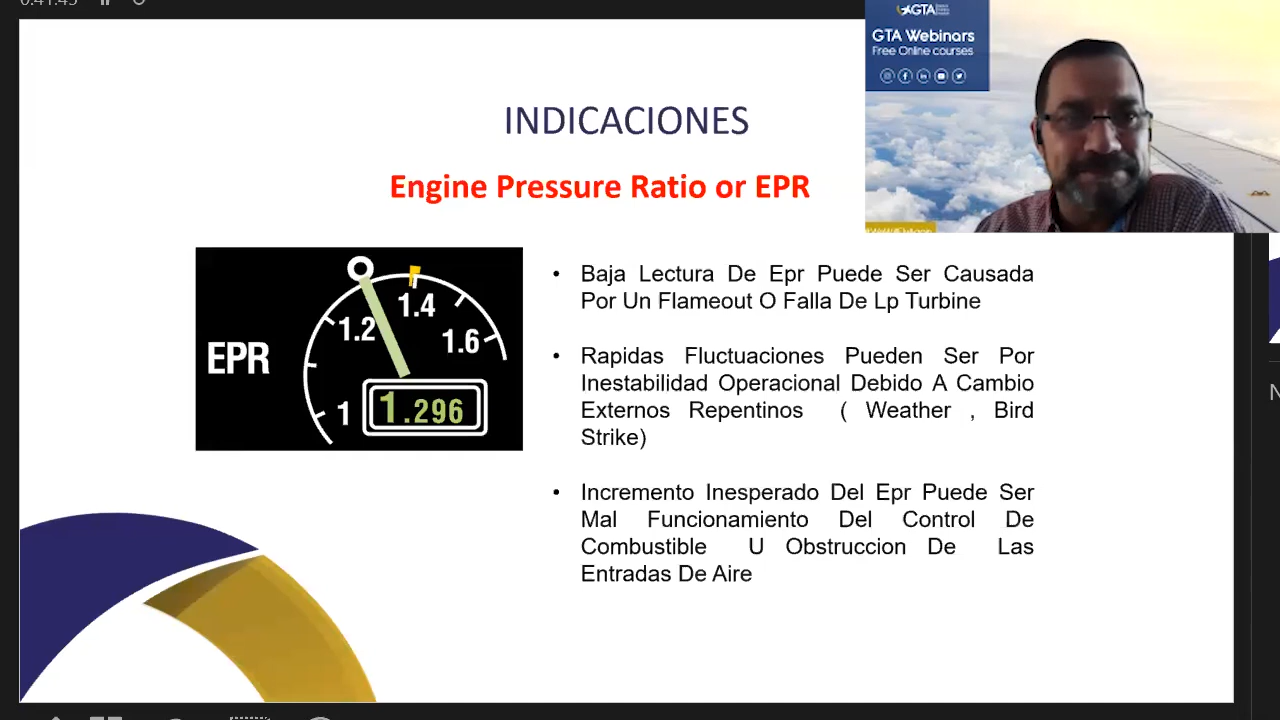 GTA
GTA Webinars
Free Online courses
INDICACIONES
Engine Pressure Ratio or EPR
EPR
1
1.2
1.4
1.6
1.296
• Baja Lectura De Epr Puede Ser Causada
Por Un Flameout O Falla De Lp Turbine
• Rapidas Fluctuaciones Pueden Ser Por
Inestabilidad Operacional Debido A Cambio
Externos Repentinos ( Weather , Bird
Strike)
• Incremento Inesperado Del Epr Puede Ser
Mal Funcionamiento Del Control De
Combustible U Obstruccion De Las
Entradas De Aire